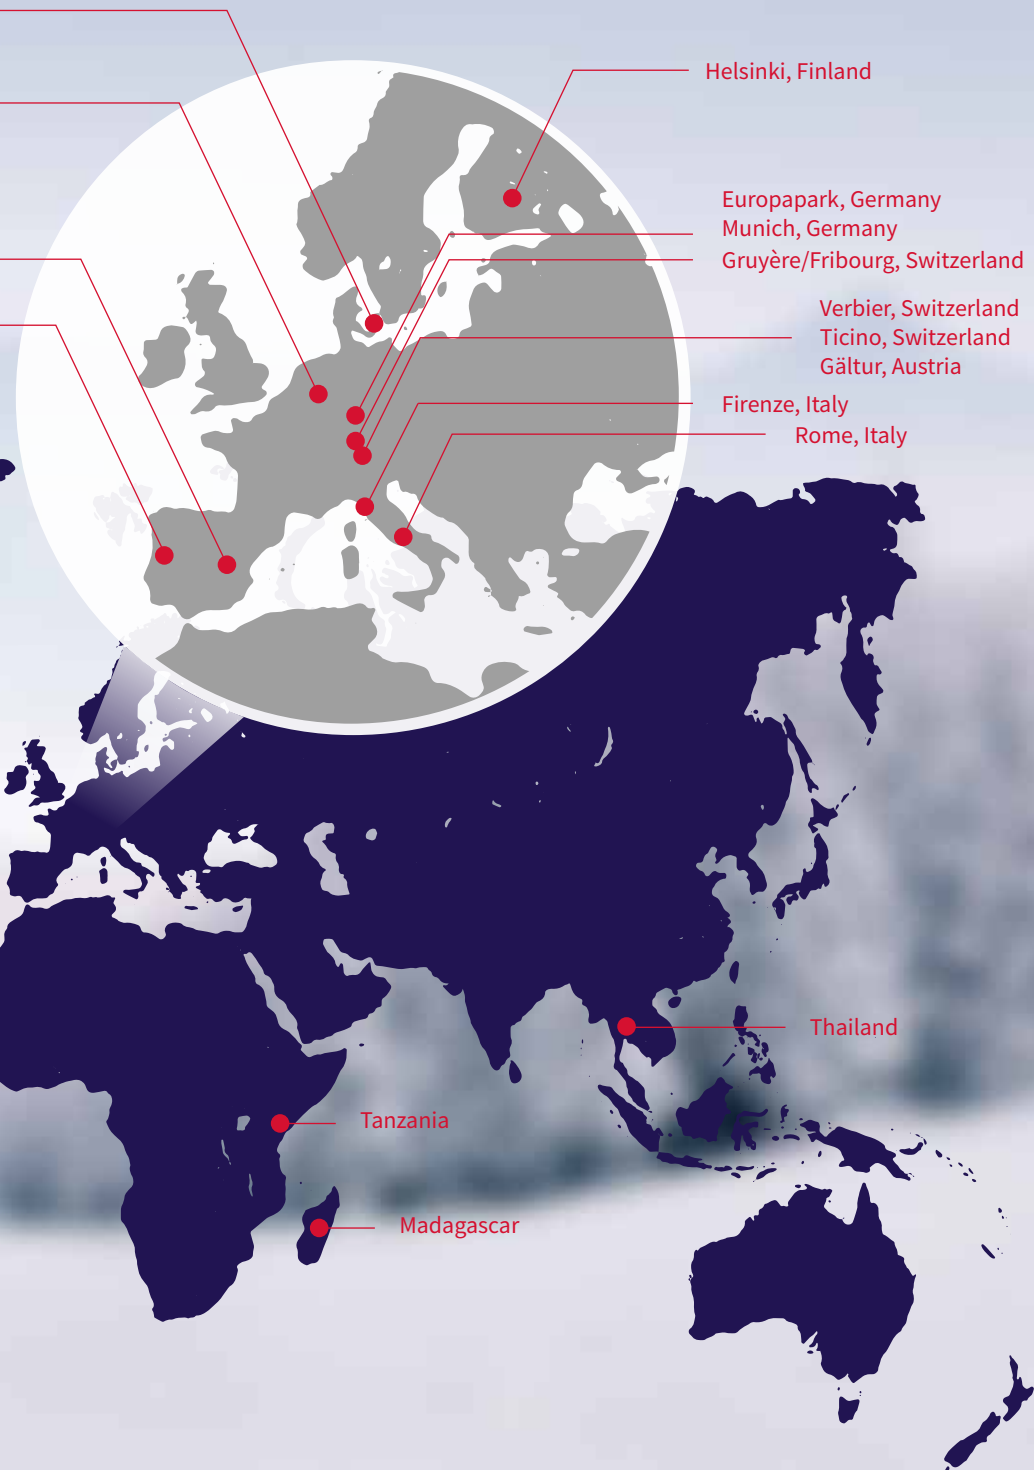 Helsinki, Finland
Europapark, Germany
Munich, Germany
Gruyère/Fribourg, Switzerland
Verbier, Switzerland
Ticino, Switzerland
Gältur, Austria
Firenze, Italy
Rome, Italy
Thailand
Tanzania
Madagascar